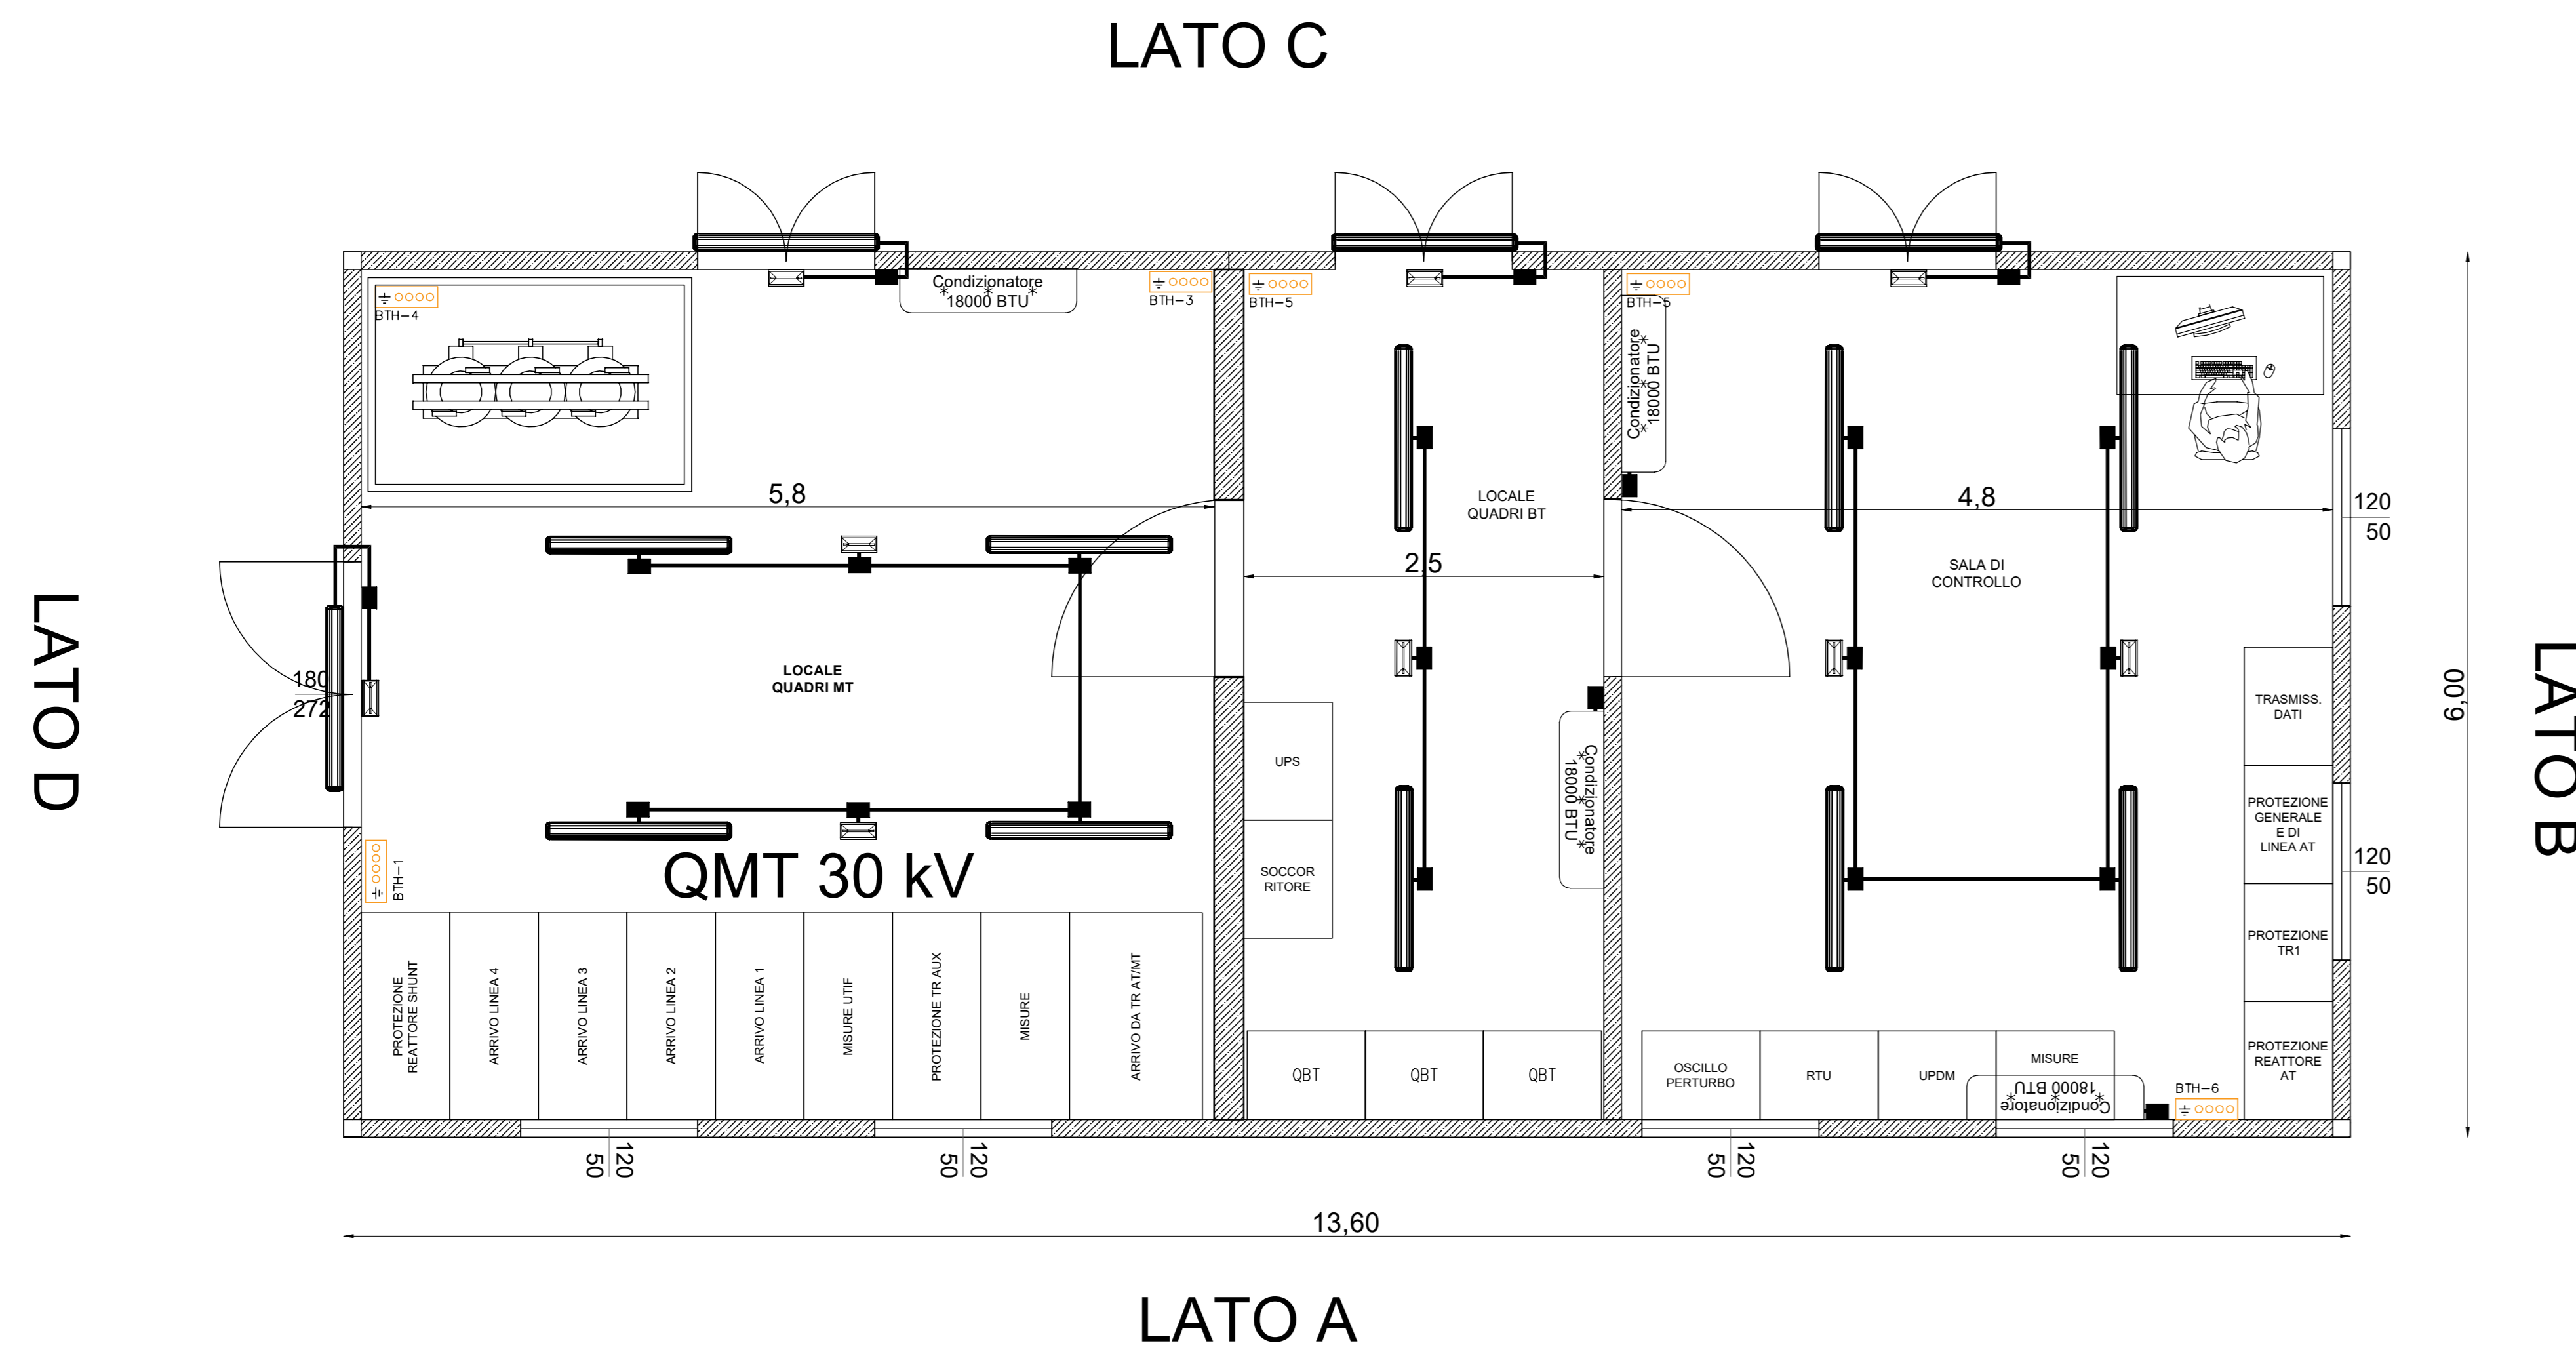 LATO C
Condizionatore
18000 BTU
BTH-4
BTH-3
BTH-5
BTH-5
Condizionatore
18000 BTU
5,8
LOCALE
QUADRI BT
4,8
120
50
2,5
SALA DI
CONTROLLO
LATO D
180
272
LOCALE
QUADRI MT
6,00
LATO B
TRASMISS.
DATI
UPS
Condizionatore
18000 BTU
PROTEZIONE
GENERALE
E DI
LINEA AT
120
50
BTH-1
QMT 30 kV
SOCCOR
RITORE
PROTEZIONE
TR1
PROTEZIONE
REATTORE SHUNT
ARRIVO LINEA 4
ARRIVO LINEA 3
ARRIVO LINEA 2
ARRIVO LINEA 1
MISURE UTIF
PROTEZIONE TR AUX
MISURE
ARRIVO DA TR AT/MT
QBT
QBT
QBT
OSCILLO
PERTURBO
RTU
UPDM
MISURE
Condizionatore
18000 BTU
BTH-6
PROTEZIONE
REATTORE
AT
120
50
120
50
120
50
120
50
13,60
LATO A